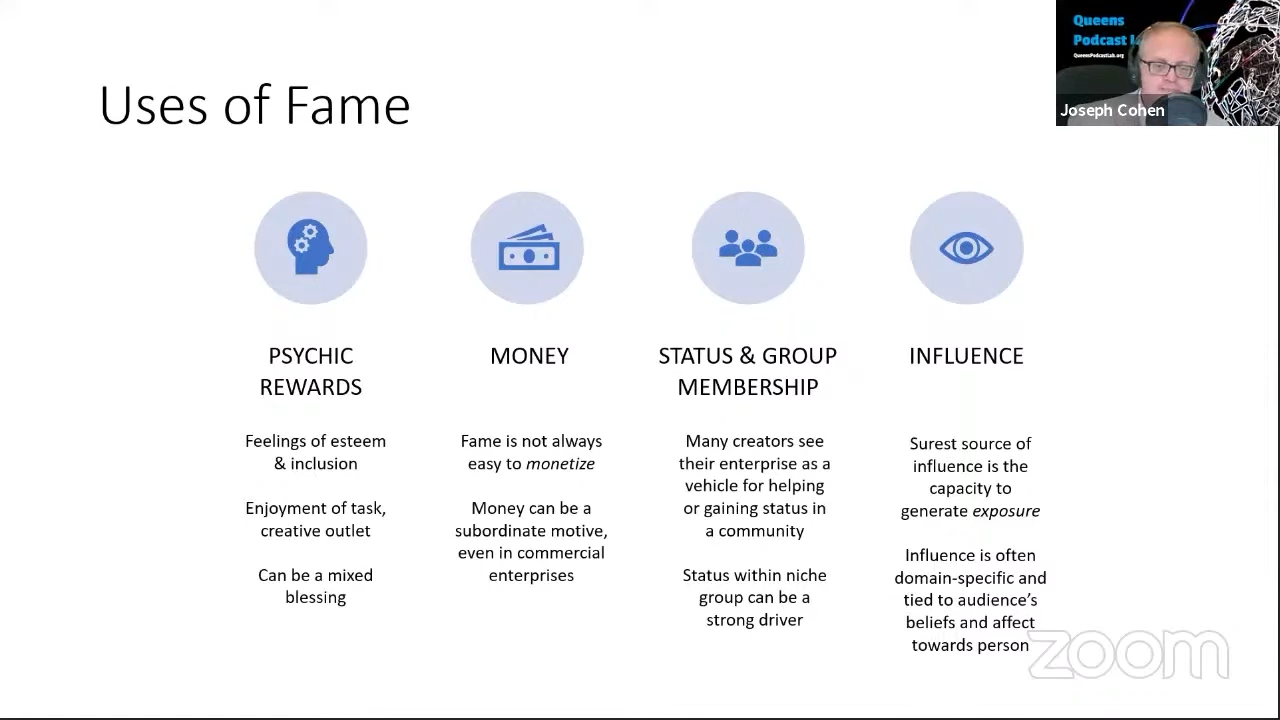 Queens
Podcast
QueensPodcastLab.org
Joseph Cohen
Uses of Fame
PSYCHIC
REWARDS
Feelings of esteem
& inclusion
Enjoyment of task,
creative outlet
Can be a mixed
blessing
MONEY
Fame is not always
easy to monetize
Money can be a
subordinate motive,
even in commercial
enterprises
STATUS & GROUP
MEMBERSHIP
Many creators see
their enterprise as a
vehicle for helping
or gaining status in
a community
Status within niche
group can be a
strong driver
INFLUENCE
Surest source of
influence is the
capacity to
generate exposure
Influence is often
domain-specific and
tied to audience’s
beliefs and affect
towards person
zoom